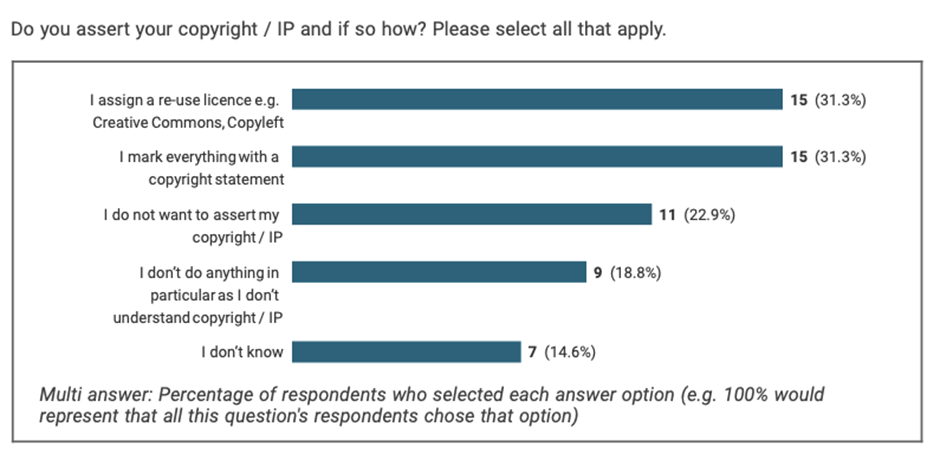 Do you assert your copyright / IP and if so how? Please select all that apply.
I assign a re-use licence e.g.
Creative Commons, Copyleft
15 (31.3%)
I mark everything with a
copyright statement
15 (31.3%)
I do not want to assert my
copyright / IP
11 (22.9%)
I don't do anything in
particular as I don't
understand copyright / IP
9 (18.8%)
I don't know
7 (14.6%)
Multi answer: Percentage of respondents who selected each answer option (e.g. 100% would
represent that all this question's respondents chose that option)